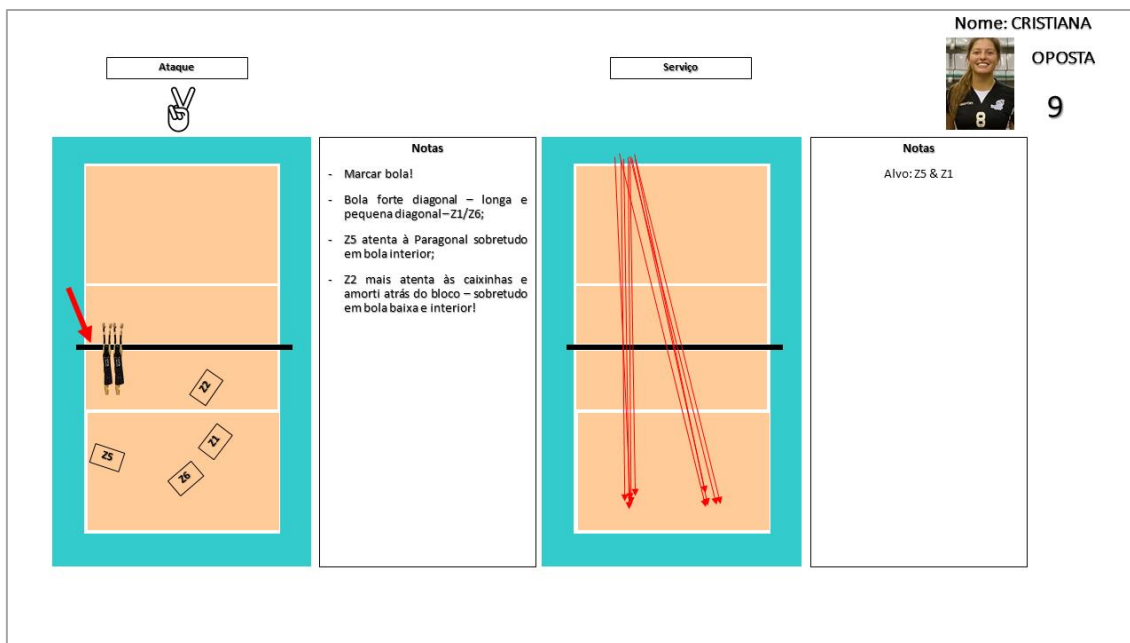 Nome: CRISTIANA
OPOSTA
9
8
Ataque
Serviço
Notas
- Marcar bola!
- Bola forte diagonal – longa e
pequena diagonal – Z1/Z6;
- Z5 atenta à Paragonal sobretudo
em bola interior;
- Z2 mais atenta às caixinhas e
amorti atrás do bloco – sobretudo
em bola baixa e interior!
Z2
Z1
Z5
Z6
Notas
Alvo: Z5 & Z1